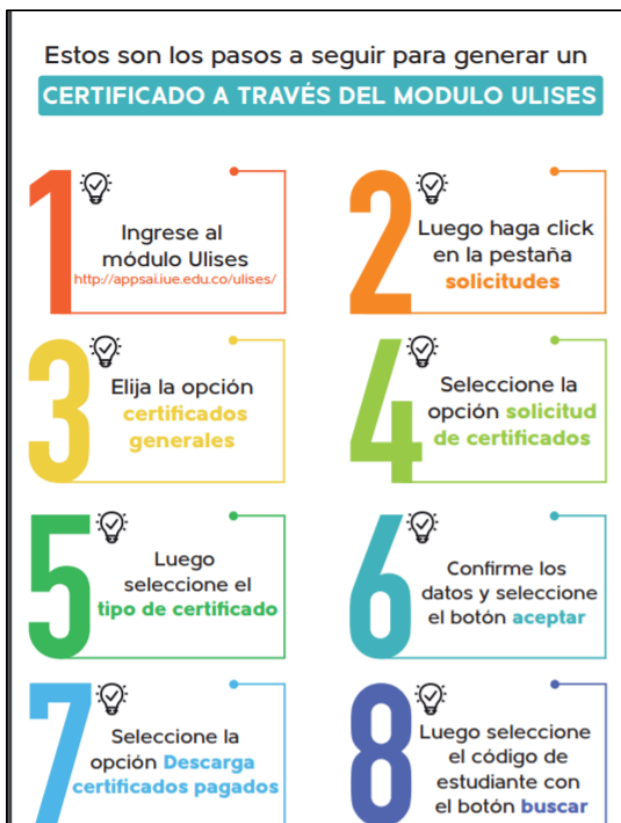 Estos son los pasos a seguir para generar un
CERTIFICADO A TRAVÉS DEL MODULO ULISES
1
Ingrese al
módulo Ulises
http://appsai.iue.edu.co/ulises/
2
Luego haga click
en la pestaña
solicitudes
3
Elija la opción
certificados
generales
4
Seleccione la
opción solicitud
de certificados
5
Luego
seleccione el
tipo de certificado
6
Confirme los
datos y seleccione
el botón aceptar
7
Seleccione la
opción Descarga
certificados pagados
8
Luego seleccione
el código de
estudiante con
el botón buscar